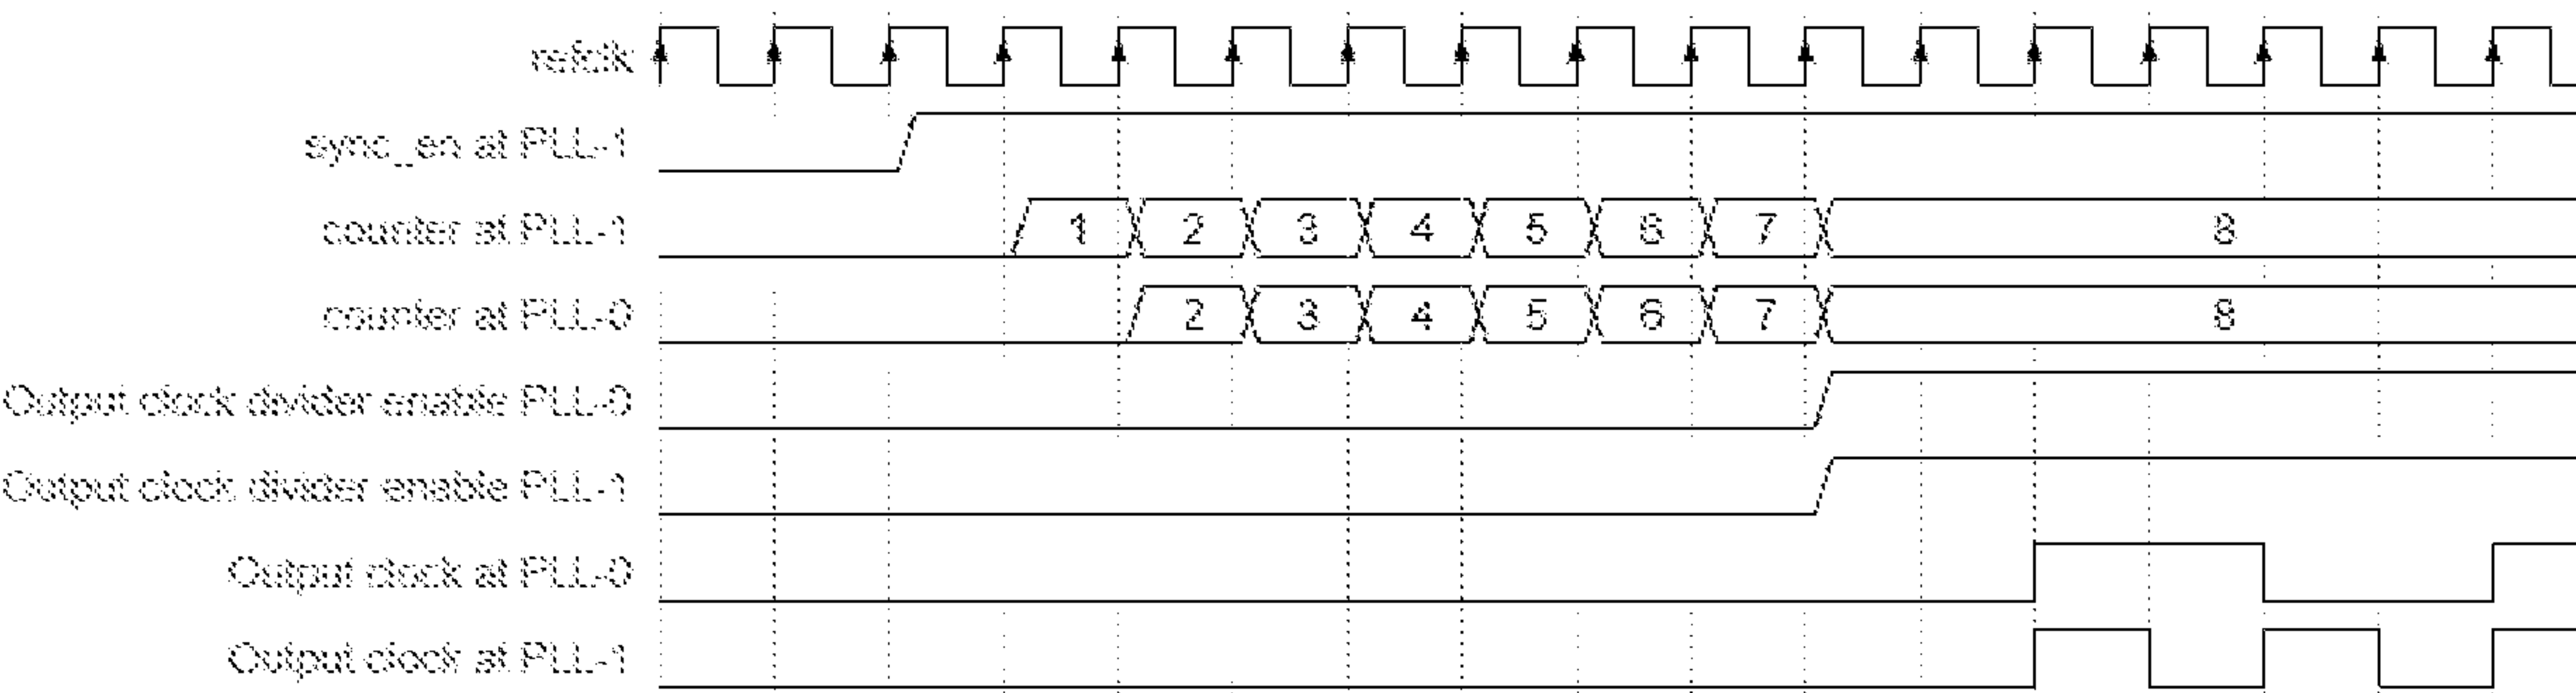 refclk
sync_en at PLL-1
counter at PLL-1 1 2 3 4 5 6 7 8
counter at PLL-0 2 3 4 5 6 7 8
Output clock divider enable PLL-0
Output clock divider enable PLL-1
Output clock at PLL-0
Output clock at PLL-1